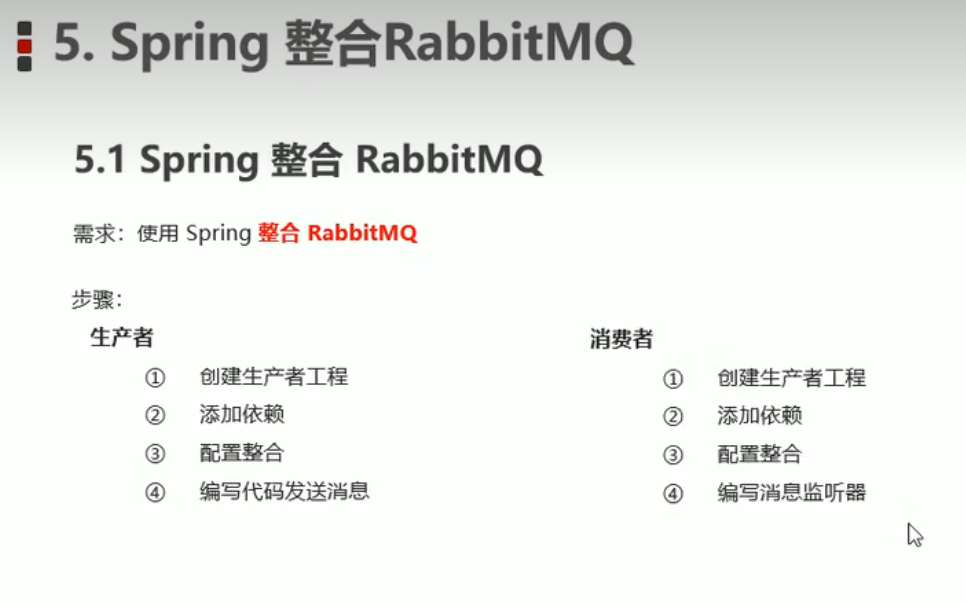 5. Spring 整合RabbitMQ
5.1 Spring 整合 RabbitMQ
需求：使用 Spring 整合 RabbitMQ
步骤：
生产者
① 创建生产者工程
② 添加依赖
③ 配置整合
④ 编写代码发送消息
消费者
① 创建生产者工程
② 添加依赖
③ 配置整合
④ 编写消息监听器